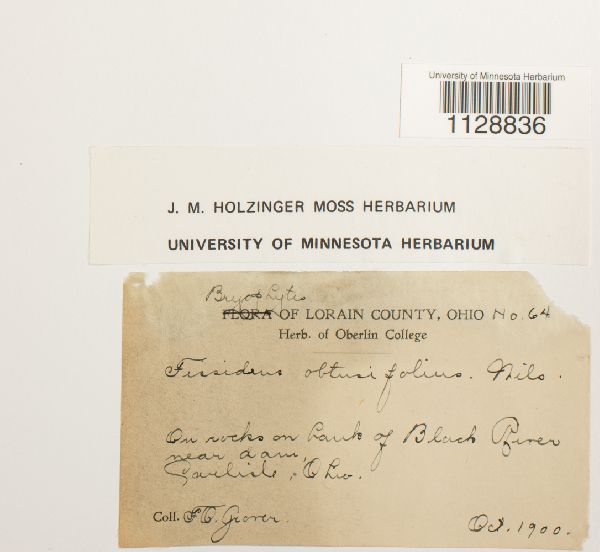 University of Minnesota Herbarium
1128836
J. M. HOLZINGER MOSS HERBARIUM
UNIVERSITY OF MINNESOTA HERBARIUM
Bryophytes
FLORA OF LORAIN COUNTY, OHIO No. 64
Herb. of Oberlin College
Fissidens obtusifolius. Wils.
On rocks on bank of Black River
near dam,
Carlisle, Ohio.
Coll. F.O. Grover.
Oct. 1900.